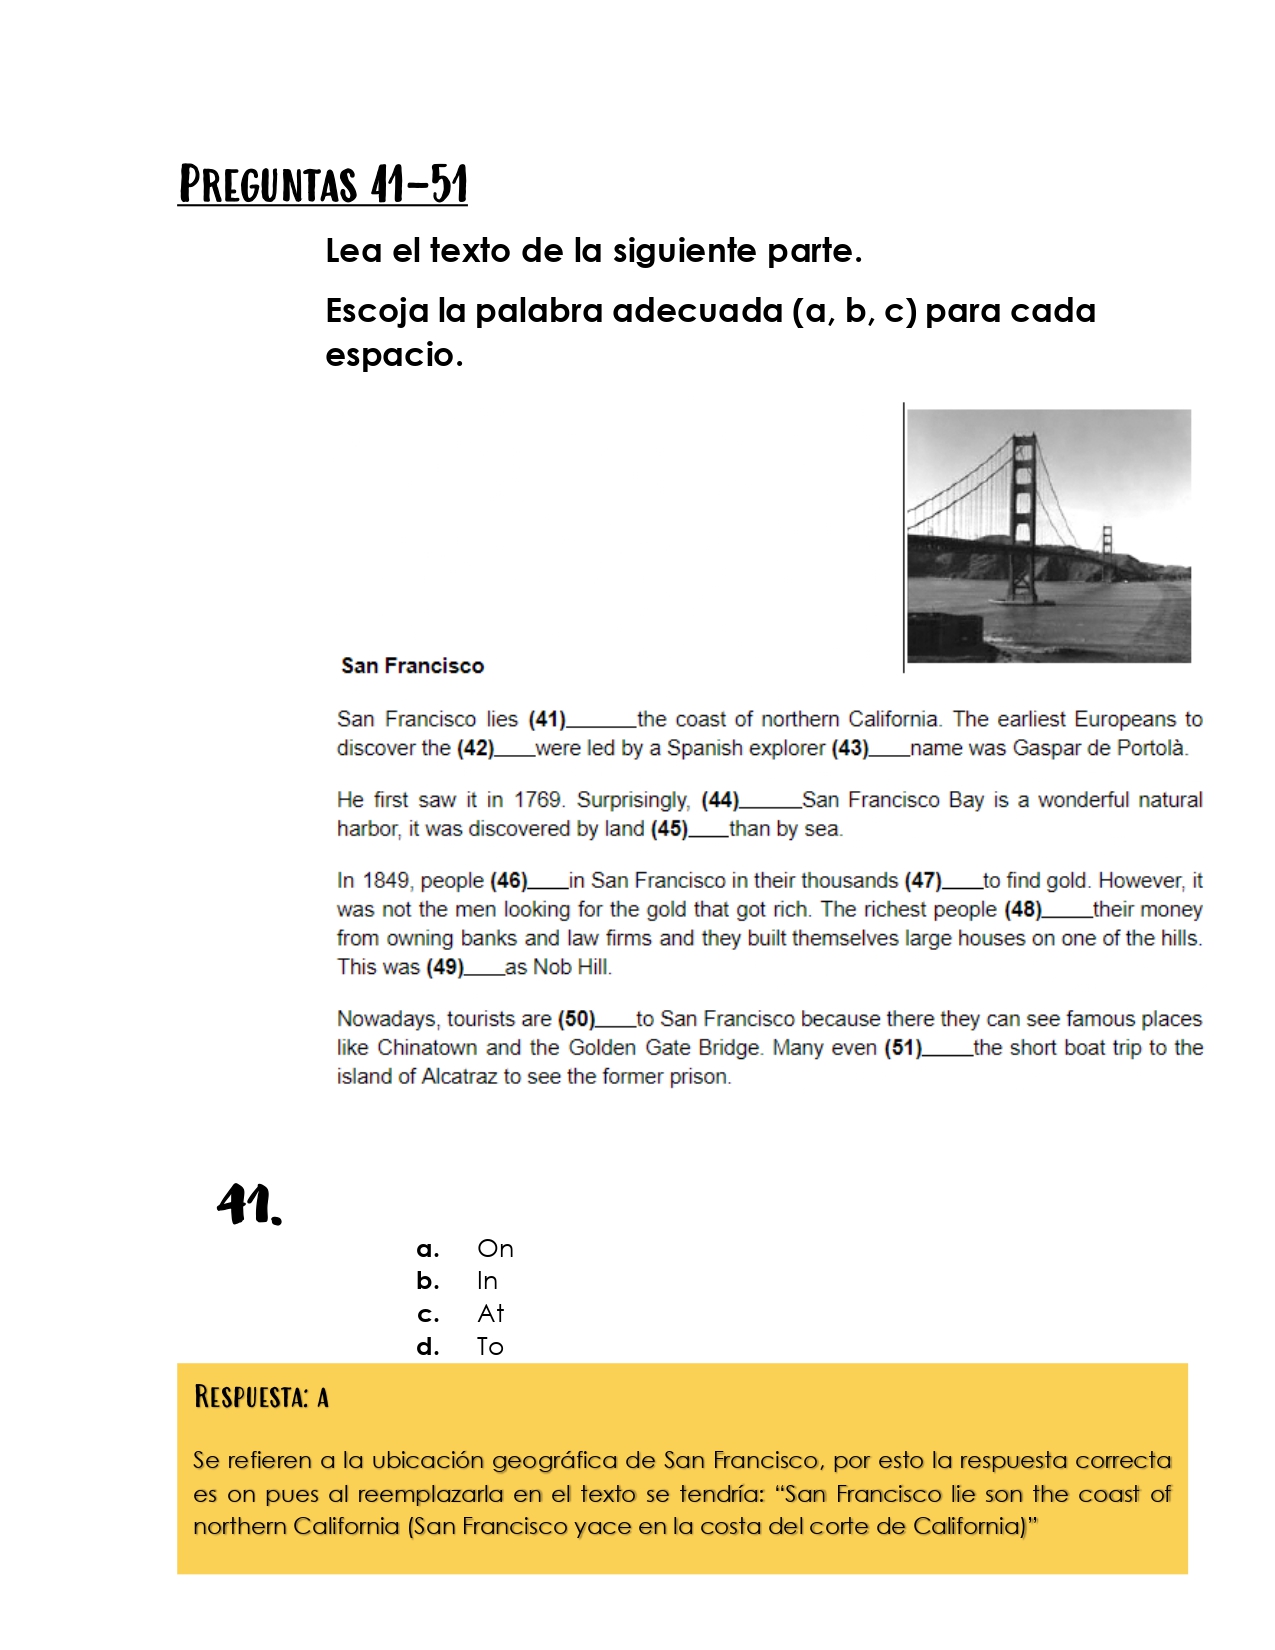 PREGUNTAS 41-51
Lea el texto de la siguiente parte.
Escoja la palabra adecuada (a, b, c) para cada
espacio.
San Francisco
San Francisco lies (41)______the coast of northern California. The earliest Europeans to
discover the (42)____were led by a Spanish explorer (43)____name was Gaspar de Portolà.
He first saw it in 1769. Surprisingly, (44)______San Francisco Bay is a wonderful natural
harbor, it was discovered by land (45)____than by sea.
In 1849, people (46)____in San Francisco in their thousands (47)____to find gold. However, it
was not the men looking for the gold that got rich. The richest people (48)_____their money
from owning banks and law firms and they built themselves large houses on one of the hills.
This was (49)____as Nob Hill.
Nowadays, tourists are (50)____to San Francisco because there they can see famous places
like Chinatown and the Golden Gate Bridge. Many even (51)_____the short boat trip to the
island of Alcatraz to see the former prison.
41.
a. On
b. In
c. At
d. To
RESPUESTA: A
Se refieren a la ubicación geográfica de San Francisco, por esto la respuesta correcta
es on pues al reemplazarla en el texto se tendría: “San Francisco lie son the coast of
northern California (San Francisco yace en la costa del corte de California)”